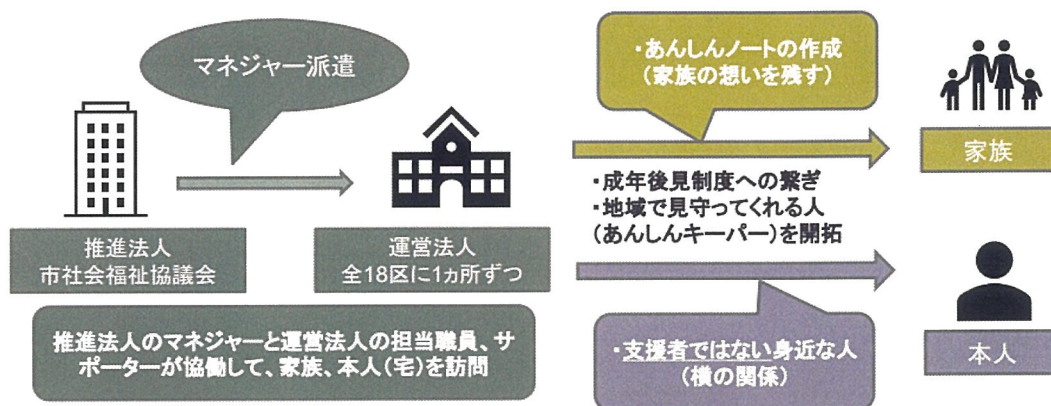 マネジャー派遣
推進法人
市社会福祉協議会
運営法人
全18区に1ヵ所ずつ
推進法人のマネジャーと運営法人の担当職員、サ
ポーターが協働して、家族、本人(宅)を訪問
・あんしんノートの作成
(家族の想いを残す)
家族
・成年後見制度への繋ぎ
・地域で見守ってくれる人
(あんしんキーパー)を開拓
・支援者ではない身近な人
(横の関係)
本人